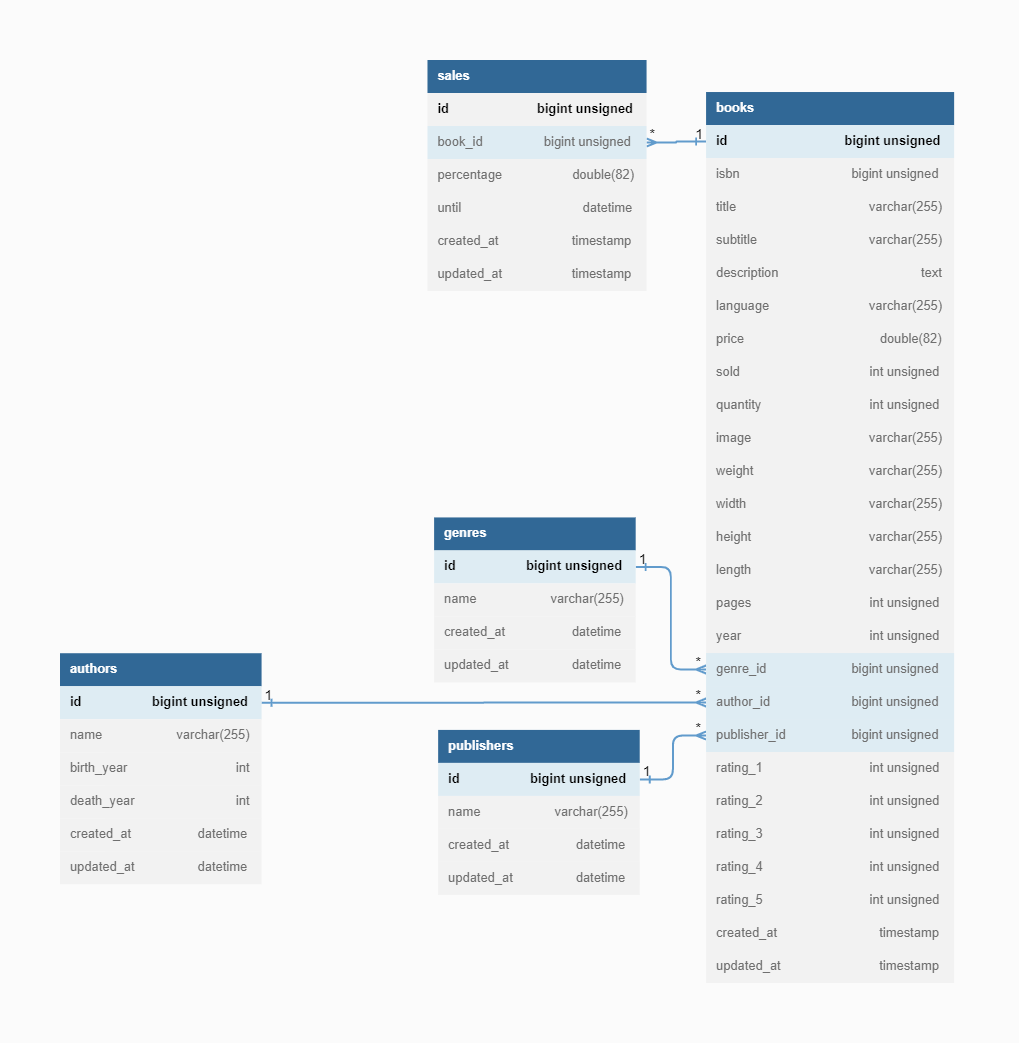 sales
id bigint unsigned
book_id bigint unsigned
percentage double(82)
until datetime
created_at timestamp
updated_at timestamp
* 1
books
id bigint unsigned
isbn bigint unsigned
title varchar(255)
subtitle varchar(255)
description text
language varchar(255)
price double(82)
sold int unsigned
quantity int unsigned
image varchar(255)
weight varchar(255)
width varchar(255)
height varchar(255)
length varchar(255)
pages int unsigned
year int unsigned
genre_id bigint unsigned
author_id bigint unsigned
publisher_id bigint unsigned
rating_1 int unsigned
rating_2 int unsigned
rating_3 int unsigned
rating_4 int unsigned
rating_5 int unsigned
created_at timestamp
updated_at timestamp
genres
id bigint unsigned
name varchar(255)
created_at datetime
updated_at datetime
1 *
authors
id bigint unsigned
name varchar(255)
birth_year int
death_year int
created_at datetime
updated_at datetime
1 *
publishers
id bigint unsigned
name varchar(255)
created_at datetime
updated_at datetime
1 *